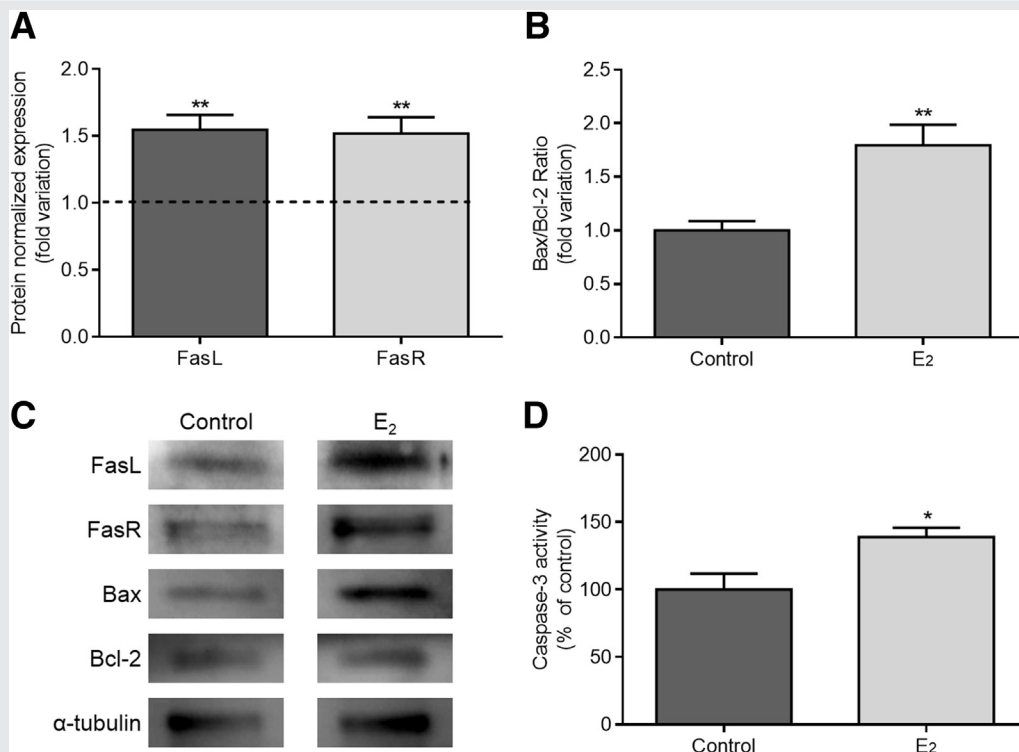 A
Protein normalized expression
(fold variation)
2.0
1.5
1.0
0.5
0.0
**
**
FasL
FasR
B
Bax/Bcl-2 Ratio
(fold variation)
2.5
2.0
1.5
1.0
0.5
0.0
**
Control
E2
C
Control
E2
FasL
FasR
Bax
Bcl-2
α-tubulin
D
Caspase-3 activity
(% of control)
200
150
100
50
0
*
Control
E2